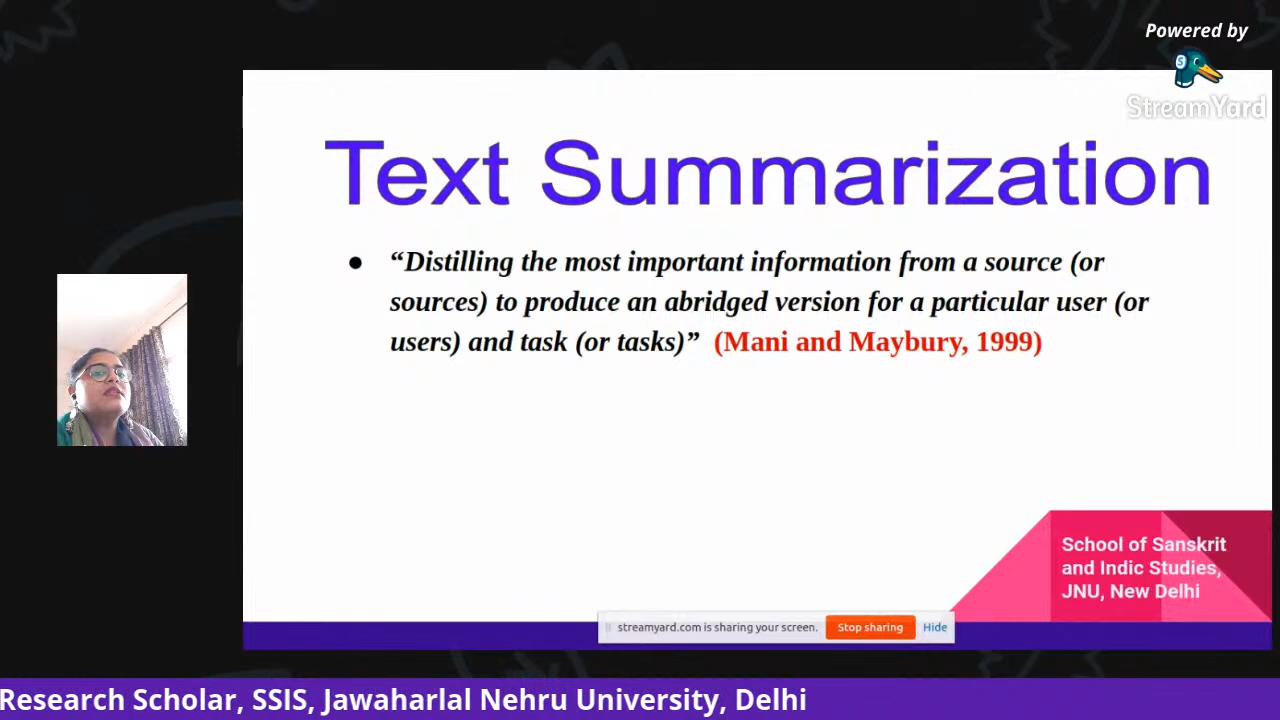 Powered by
StreamYard
Text Summarization
● “Distilling the most important information from a source (or
sources) to produce an abridged version for a particular user (or
users) and task (or tasks)” (Mani and Maybury, 1999)
School of Sanskrit
and Indic Studies,
JNU, New Delhi
streamyard.com is sharing your screen. Stop sharing Hide
Research Scholar, SSIS, Jawaharlal Nehru University, Delhi